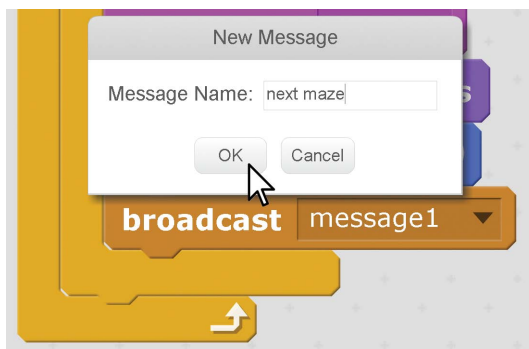 New Message
Message Name: next maze
s
OK Cancel
broadcast message1